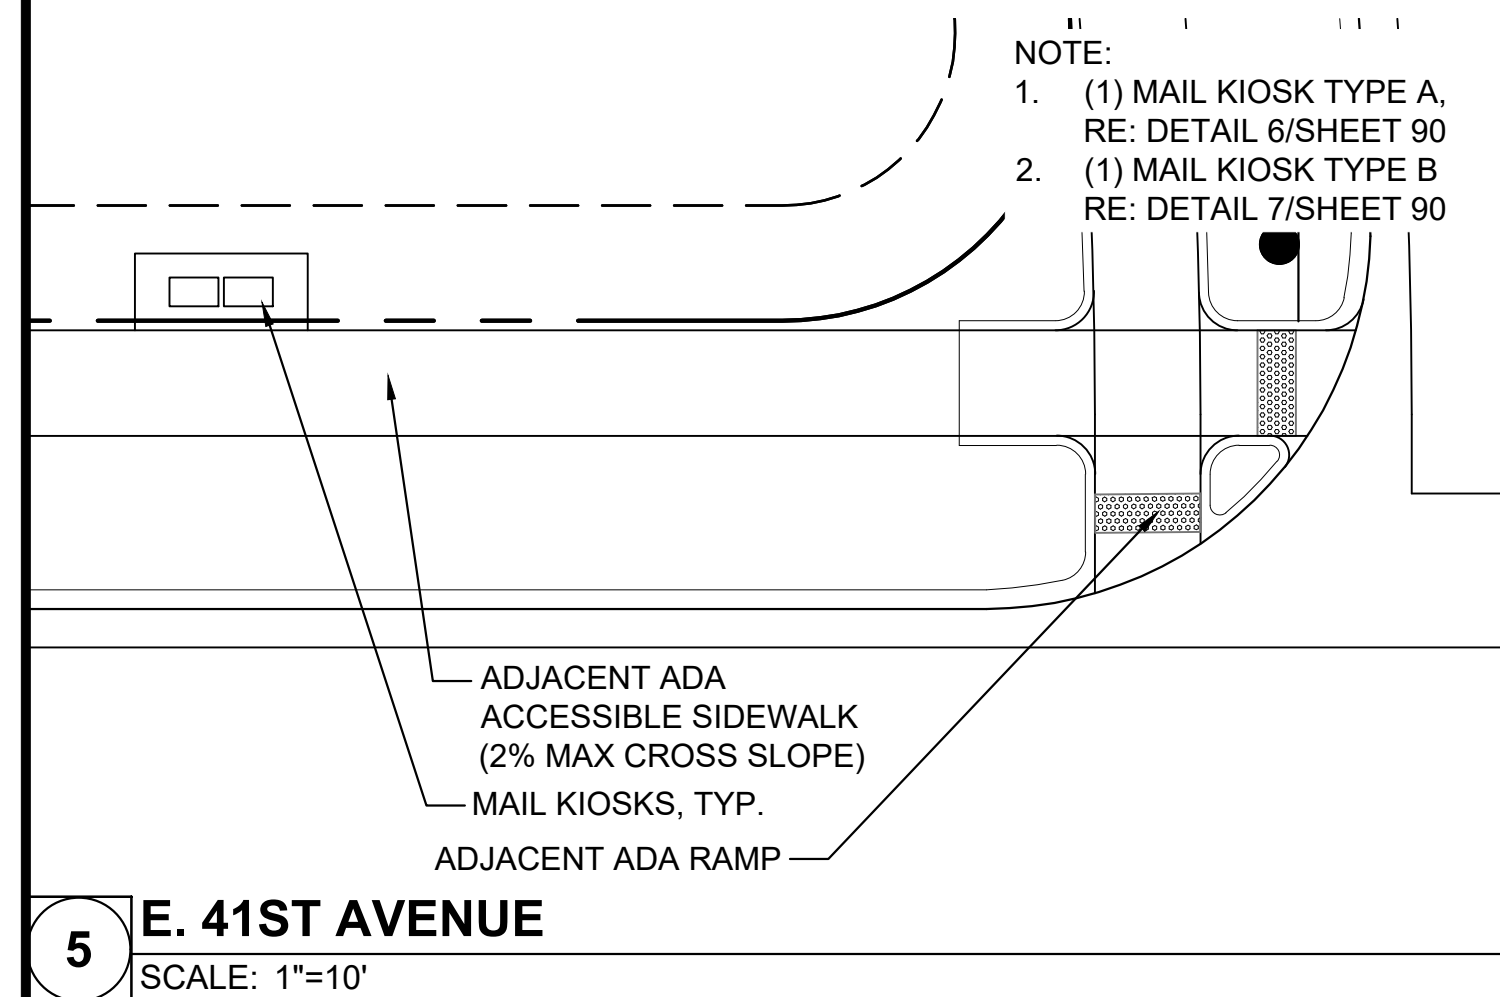 NOTE:
1. (1) MAIL KIOSK TYPE A,
RE: DETAIL 6/SHEET 90
2. (1) MAIL KIOSK TYPE B
RE: DETAIL 7/SHEET 90
ADJACENT ADA
ACCESSIBLE SIDEWALK
(2% MAX CROSS SLOPE)
MAIL KIOSKS, TYP.
ADJACENT ADA RAMP
5
E. 41ST AVENUE
SCALE: 1"=10'